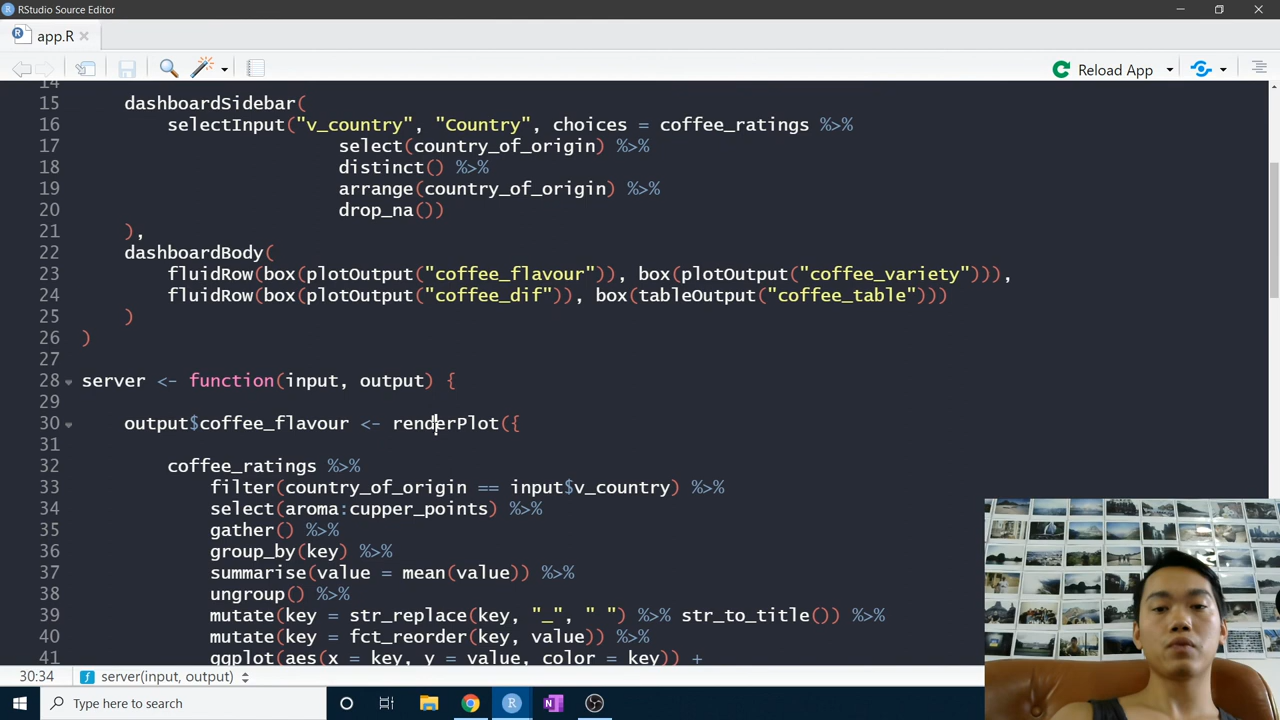 RStudio Source Editor
app.R
Reload App
14
15 dashboardSidebar(
16 selectInput("v_country", "Country", choices = coffee_ratings %>%
17 select(country_of_origin) %>%
18 distinct() %>%
19 arrange(country_of_origin) %>%
20 drop_na())
21 ),
22 dashboardBody(
23 fluidRow(box(plotOutput("coffee_flavour")), box(plotOutput("coffee_variety"))),
24 fluidRow(box(plotOutput("coffee_dif")), box(tableOutput("coffee_table")))
25 )
26 )
27
28 server <- function(input, output) {
29
30 output$coffee_flavour <- renderPlot({
31
32 coffee_ratings %>%
33 filter(country_of_origin == input$v_country) %>%
34 select(aroma:cupper_points) %>%
35 gather() %>%
36 group_by(key) %>%
37 summarise(value = mean(value)) %>%
38 ungroup() %>%
39 mutate(key = str_replace(key, "_", " ") %>% str_to_title()) %>%
40 mutate(key = fct_reorder(key, value)) %>%
41 ggplot(aes(x = key, y = value, color = key)) +
30:34 server(input, output)
Type here to search